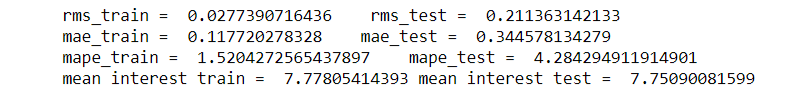 rms_train =  0.0277390716436    rms_test =  0.211363142133
mae_train =  0.117720278328    mae_test =  0.344578134279
mape_train =  1.5204272565437897    mape_test =  4.284294911914901
mean interest train =  7.77805414393 mean interest test =  7.75090081599